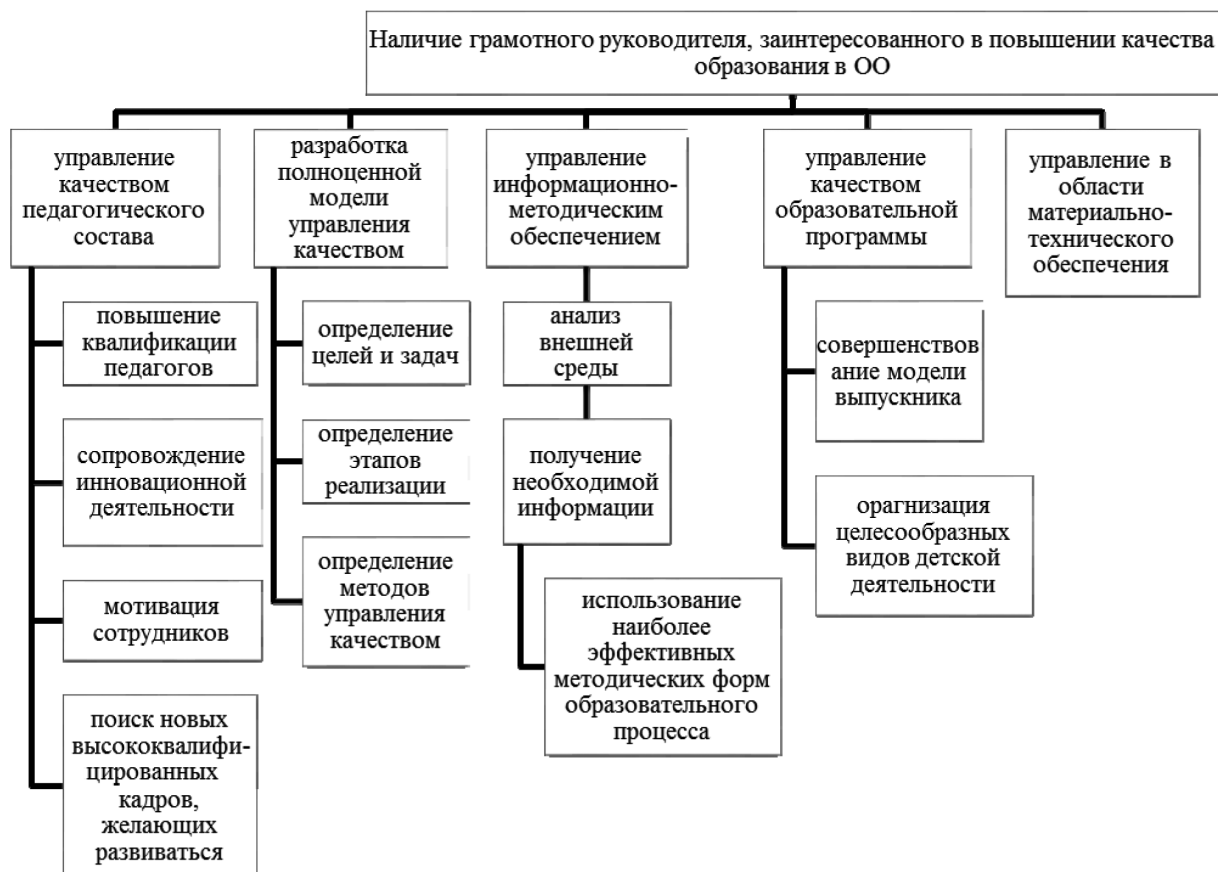 Наличие грамотного руководителя, заинтересованного в повышении качества
образования в ОО
управление
качеством
педагогического
состава
повышение
квалификации
педагогов
сопровождение
инновационной
деятельности
мотивация
сотрудников
поиск новых
высококвалифи-
цированных
кадров,
желающих
развиваться
разработка
полноценной
модели
управления
качеством
определение
целей и задач
определение
этапов
реализации
определение
методов
управления
качеством
управление
информационно-
методическим
обеспечением
анализ
внешней
среды
получение
необходимой
информации
использование
наиболее
эффективных
методических форм
образовательного
процесса
управление
качеством
образовательной
программы
совершенствов
ание модели
выпускника
орагнизация
целесообразных
видов детской
деятельности
управление в
области
материально-
технического
обеспечения